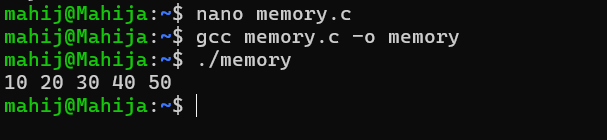 mahij@Mahija:~$ nano memory.c
mahij@Mahija:~$ gcc memory.c -o memory
mahij@Mahija:~$ ./memory
10 20 30 40 50
mahij@Mahija:~$